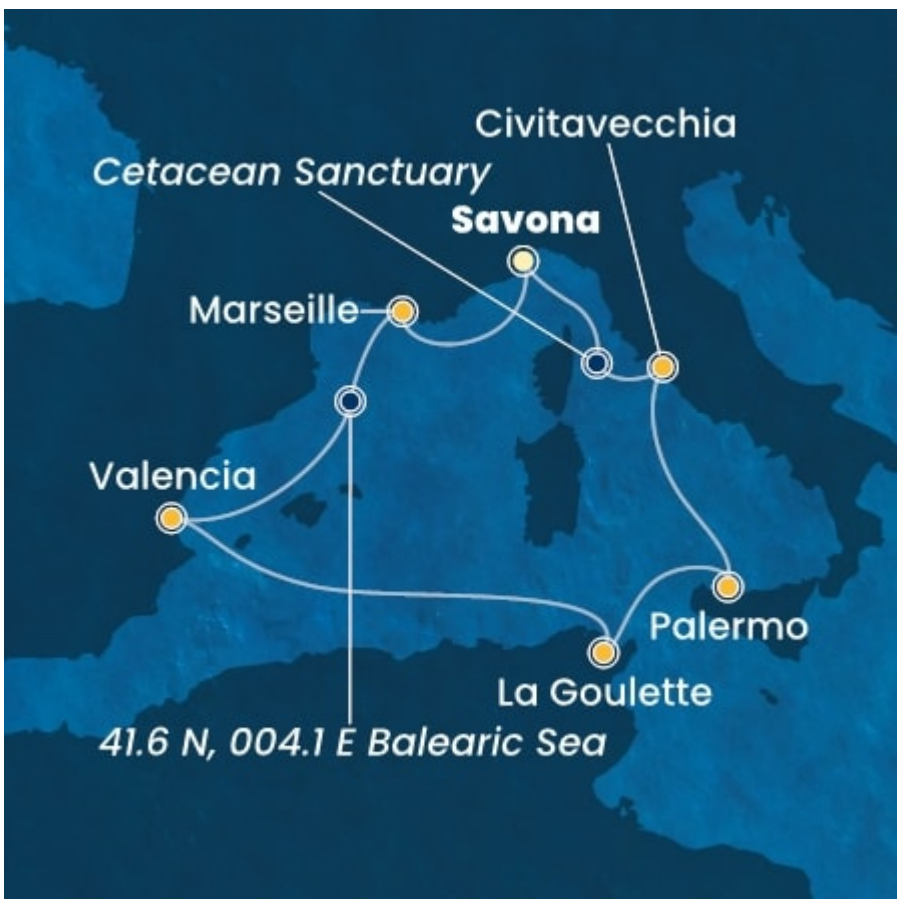 Civitavecchia
Cetacean Sanctuary
Savona
Marseille
Valencia
Palermo
La Goulette
41.6 N, 004.1 E Balearic Sea